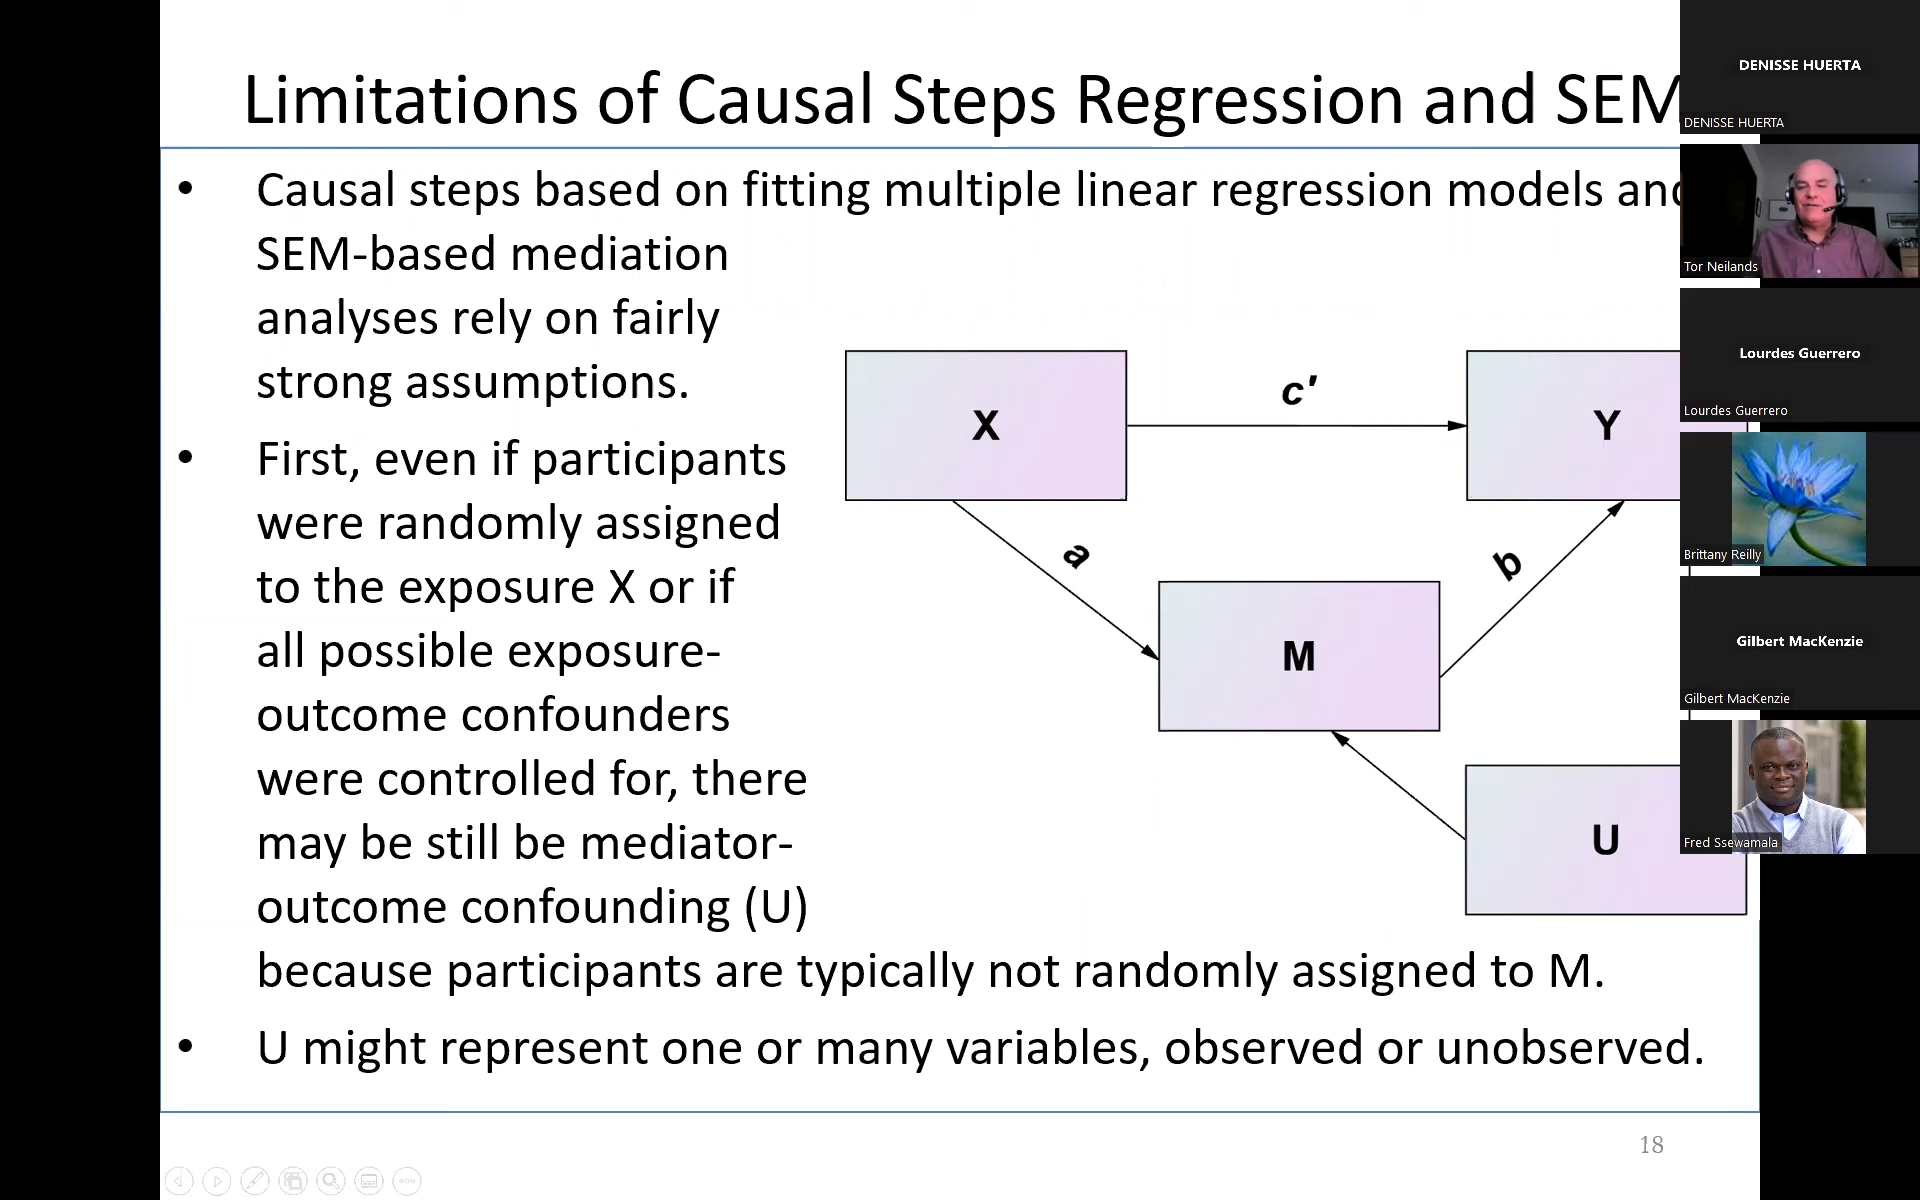 Limitations of Causal Steps Regression and SEM
• Causal steps based on fitting multiple linear regression models and
SEM-based mediation
analyses rely on fairly
strong assumptions.
• First, even if participants
were randomly assigned
to the exposure X or if
all possible exposure-
outcome confounders
were controlled for, there
may be still be mediator-
outcome confounding (U)
because participants are typically not randomly assigned to M.
• U might represent one or many variables, observed or unobserved.
X
c'
Y
a
b
M
U
18
DENISSE HUERTA
DENISSE HUERTA
Tor Neilands
Lourdes Guerrero
Lourdes Guerrero
Brittany Reilly
Gilbert MacKenzie
Gilbert MacKenzie
Fred Ssewamala